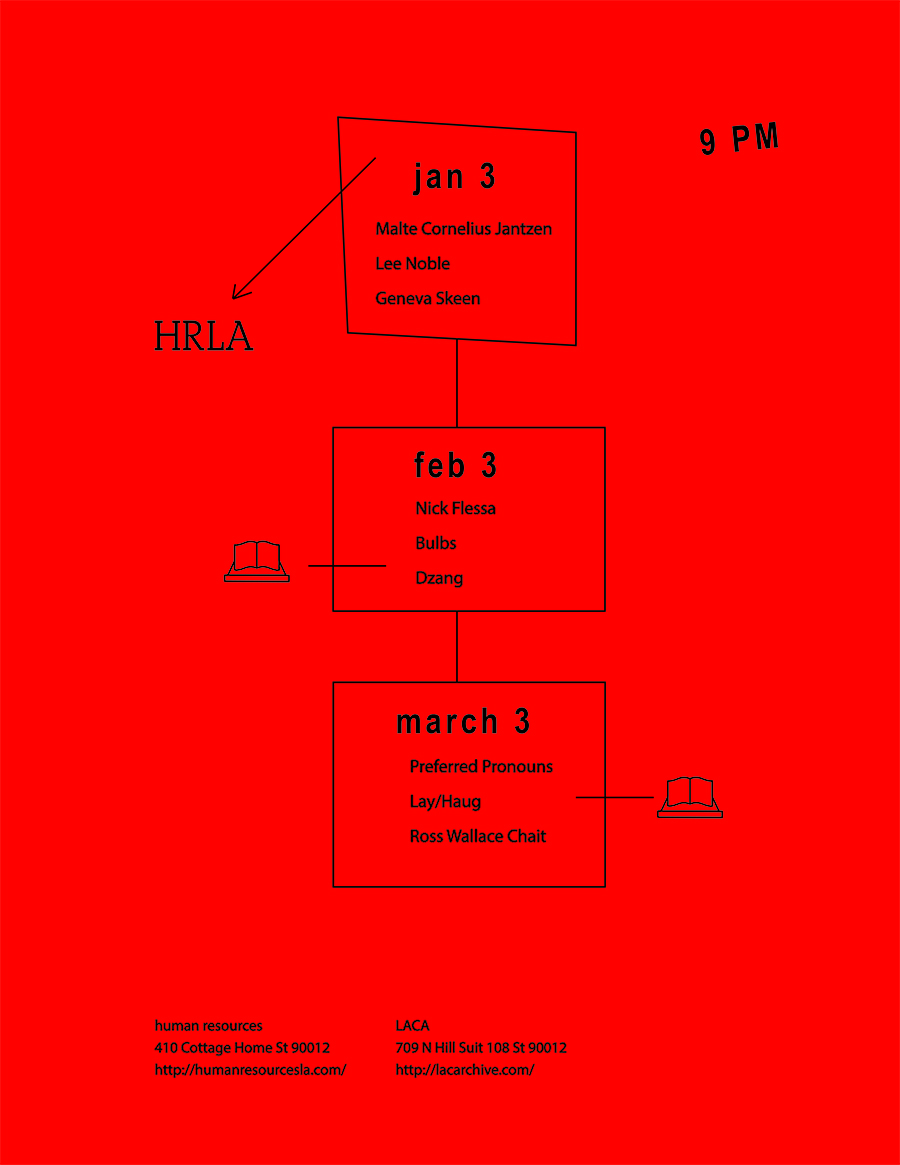 9 PM
jan 3
Malte Cornelius Jantzen
Lee Noble
Geneva Skeen
HRLA
feb 3
Nick Flessa
Bulbs
Dzang
march 3
Preferred Pronouns
Lay/Haug
Ross Wallace Chait
human resources
410 Cottage Home St 90012
http://humanresourcesla.com/
LACA
709 N Hill Suit 108 St 90012
http://lacarchive.com/